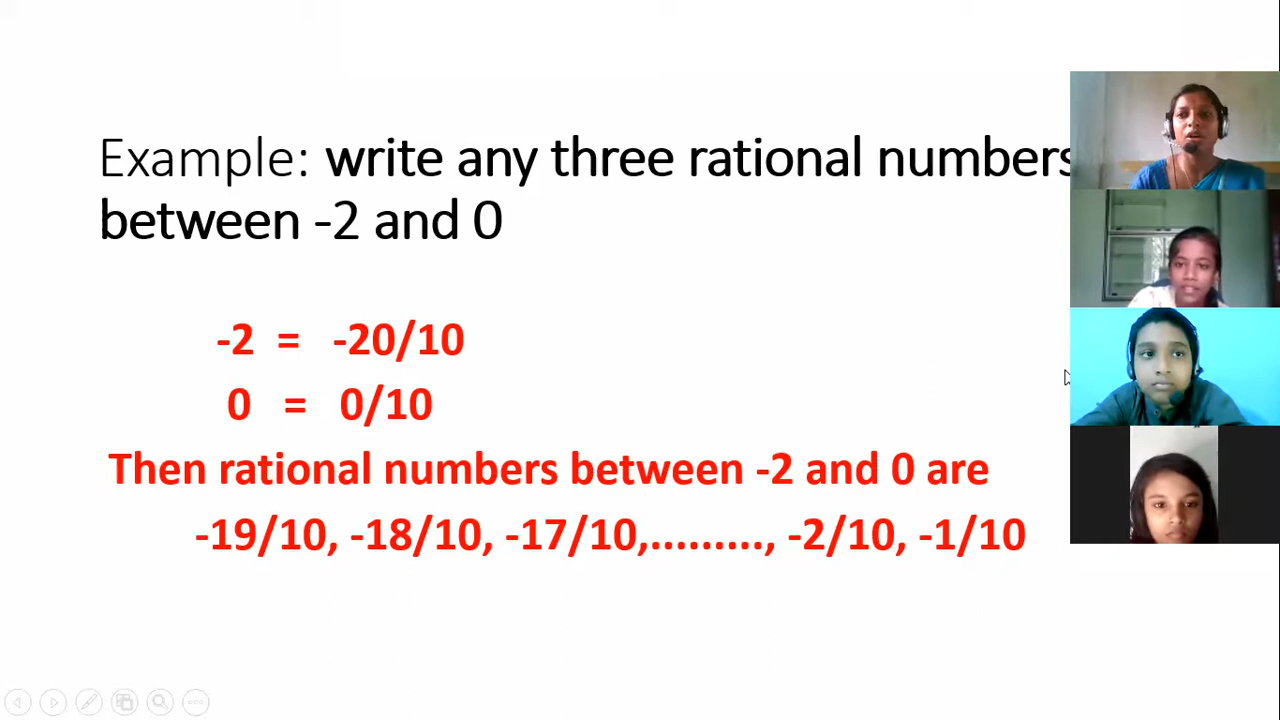 Example: write any three rational numbers
between -2 and 0
-2 = -20/10
0 = 0/10
Then rational numbers between -2 and 0 are
-19/10, -18/10, -17/10,........., -2/10, -1/10